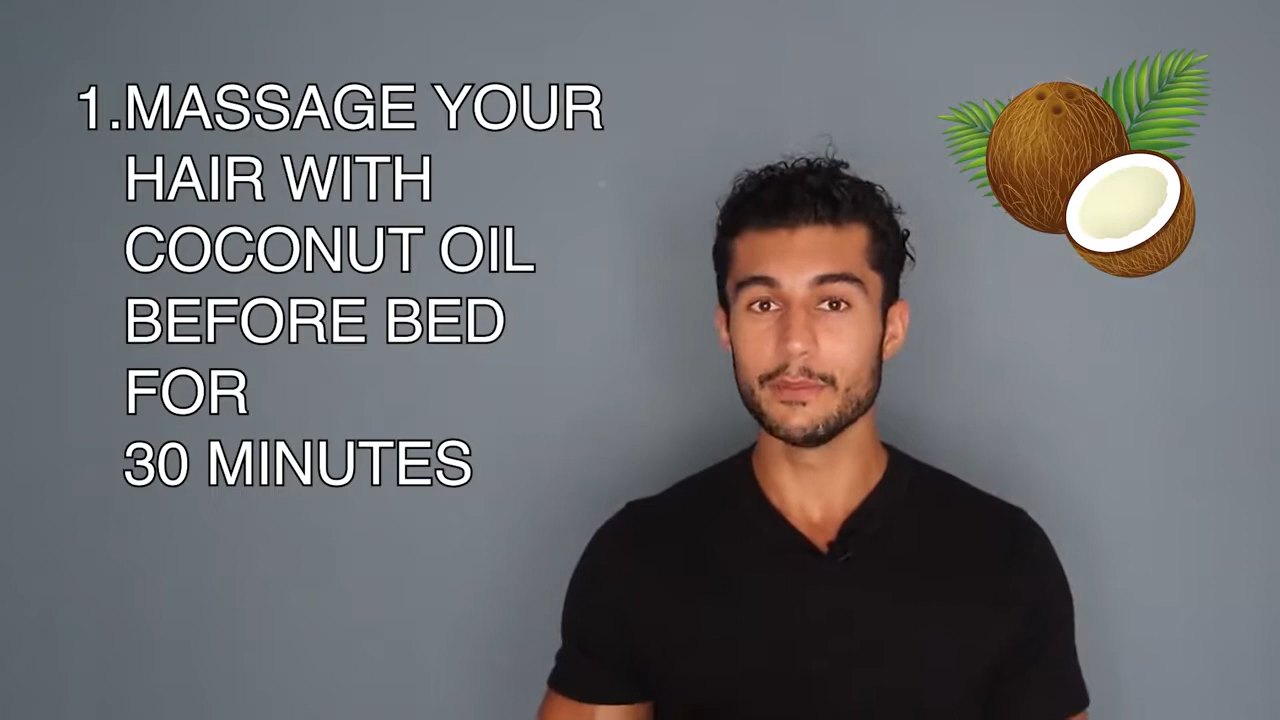 1.MASSAGE YOUR
HAIR WITH
COCONUT OIL
BEFORE BED
FOR
30 MINUTES